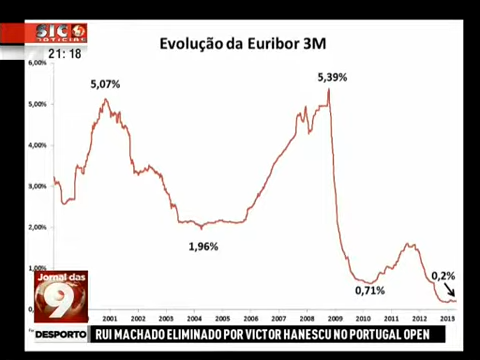 SIC
NOTÍCIAS
21:18
Evolução da Euribor 3M
6,00%
5,39%
5,07%
5,00%
4,00%
3,00%
2,00%
1,96%
1,00%
0,2%
0,71%
Jornal das
9
2001 2002 2003 2004 2005 2006 2007 2008 2009 2010 2011 2012 2013
DESPORTO RUI MACHADO ELIMINADO POR VICTOR HANESCU NO PORTUGAL OPEN